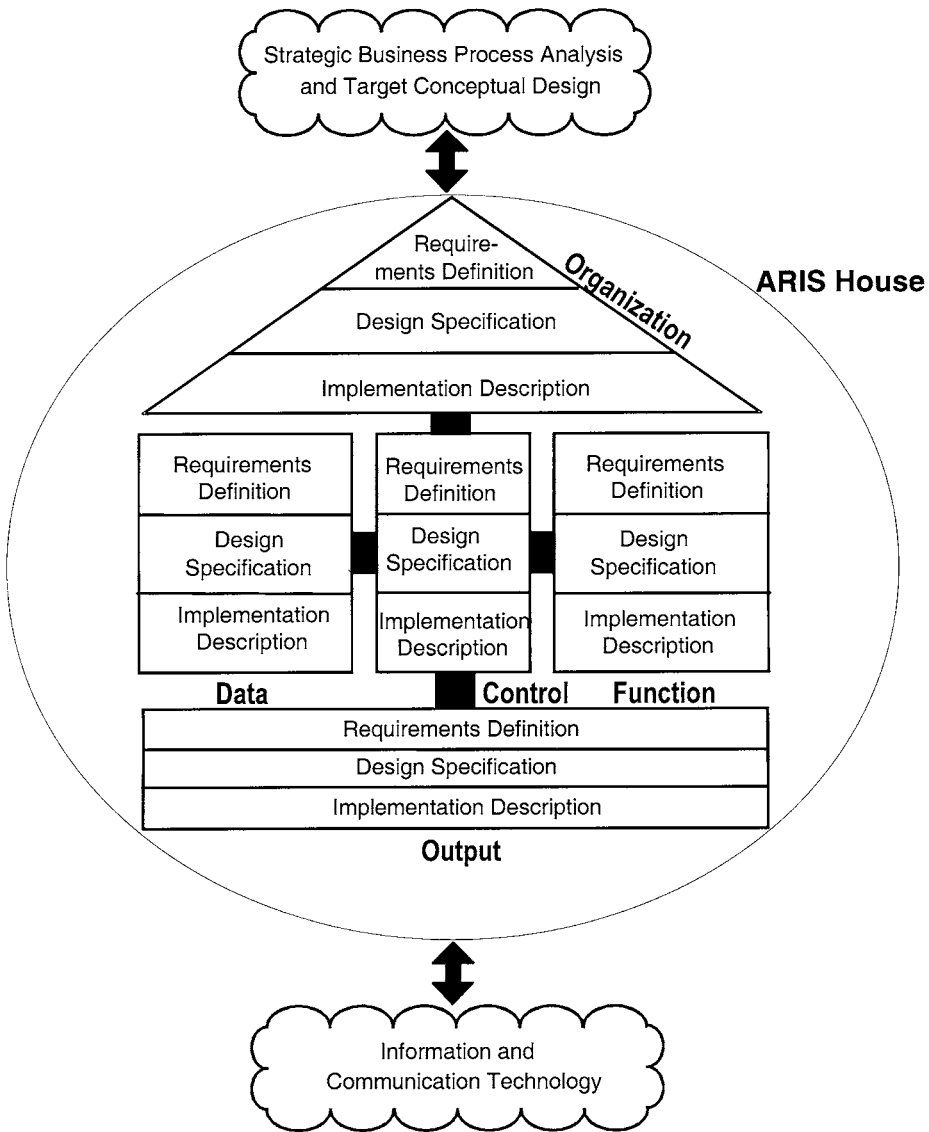 Strategic Business Process Analysis
and Target Conceptual Design
ARIS House
Organization
Require-
ments Definition
Design Specification
Implementation Description
Requirements
Definition
Design
Specification
Implementation
Description
Data
Requirements
Definition
Design
Specification
Implementation
Description
Control
Requirements
Definition
Design
Specification
Implementation
Description
Function
Requirements Definition
Design Specification
Implementation Description
Output
Information and
Communication Technology